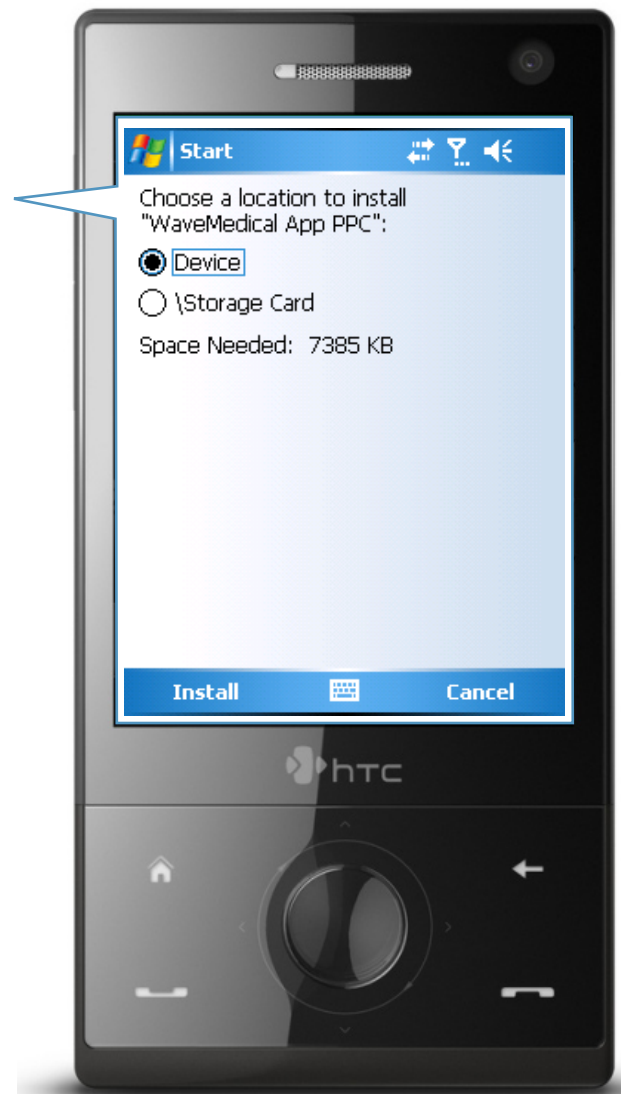 Start
Choose a location to install
"WaveMedical App PPC":
Device
\Storage Card
Space Needed: 7385 KB
Install
Cancel
hTC